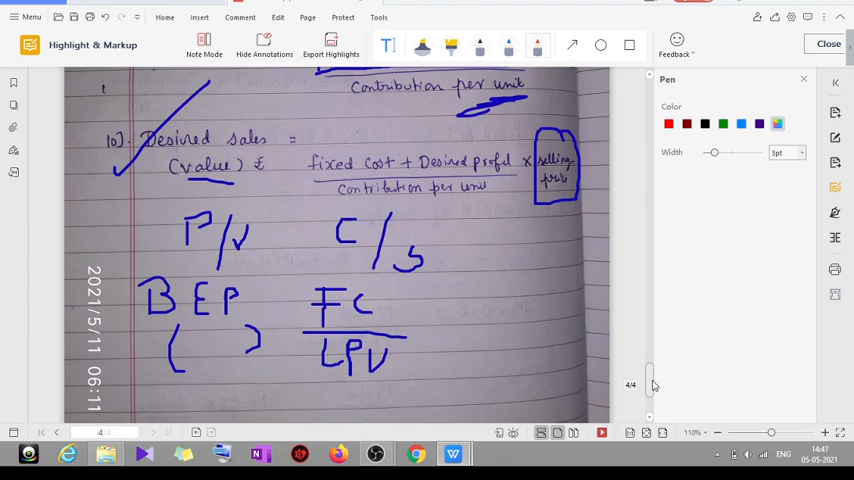 Menu
Home
Insert
Comment
Edit
Page
Protect
Tools
Highlight & Markup
Note Mode
Hide Annotations
Export Highlights
T
Feedback
Close
Contribution per unit
10). Desired sales =
(value) £ fixed cost + Desired profit × selling price
Contribution per unit
P/V C/S
BEP FC
( ) CPU
2021/5/11 06:11
Pen
Color
Width
3pt
4/4
4/4
110%
ENG
14:47
05-05-2021